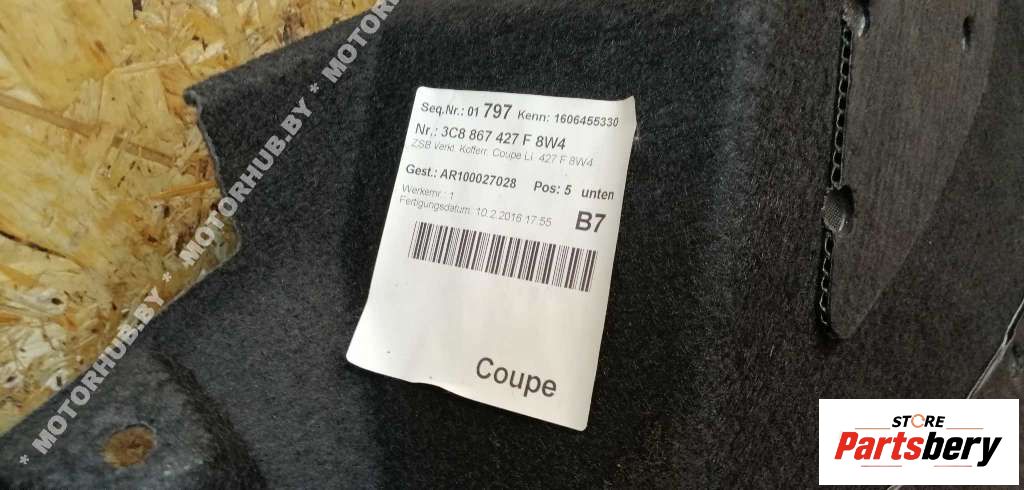 Seq.Nr.: 01 797 Kenn: 1606455330
Nr.: 3C8 867 427 F 8W4
ZSB Verkl. Kofferr. Coupe Li. 427 F 8W4
Gest.: AR100027028 Pos: 5 unten
Werkernr.: 1
Fertigungsdatum: 10.2.2016 17:55
B7
Coupe
* MOTORHUB.BY * MOTORHUB.BY * MOTORHUB.BY * MOTOR
STORE
Partsbery